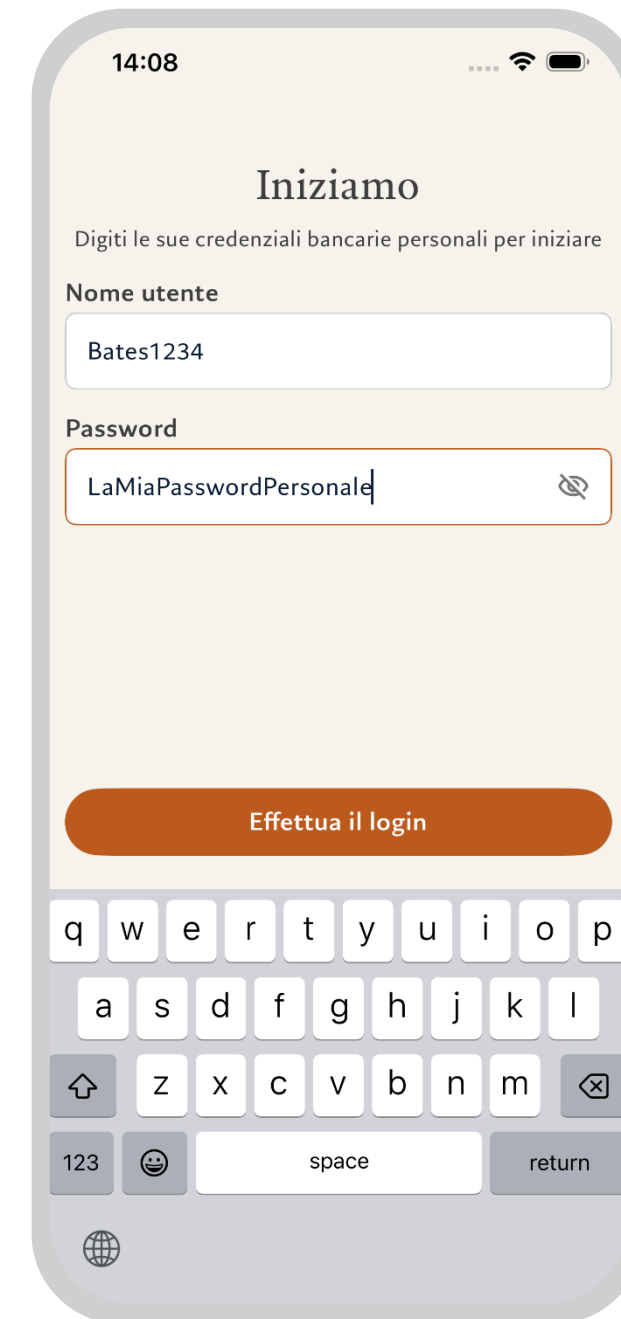 14:08
Iniziamo
Digiti le sue credenziali bancarie personali per iniziare
Nome utente
Bates1234
Password
LaMiaPasswordPersonale
Effettua il login
q w e r t y u i o p
a s d f g h j k l
z x c v b n m
123 space return